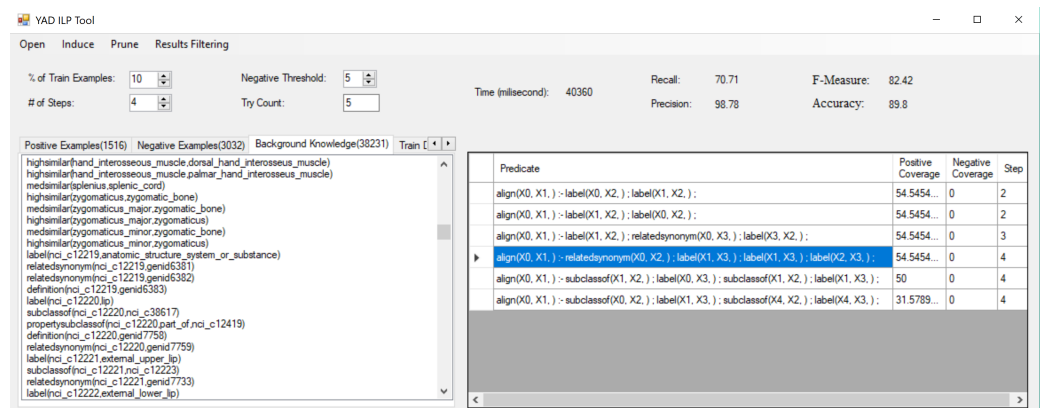 YAD ILP Tool
Open Induce Prune Results Filtering
% of Train Examples: 10 Negative Threshold: 5
# of Steps: 4 Try Count: 5
Time (milisecond): 40360
Recall: 70.71 F-Measure: 82.42
Precision: 98.78 Accuracy: 89.8
Positive Examples(1516) Negative Examples(3032) Background Knowledge(38231) Train D
highsimilar(hand_interosseous_muscle,dorsal_hand_interosseus_muscle)
highsimilar(hand_interosseous_muscle,palmar_hand_interosseus_muscle)
medsimilar(splenius,splenic_cord)
highsimilar(zygomaticus,zygomatic_bone)
medsimilar(zygomaticus_major,zygomatic_bone)
highsimilar(zygomaticus_major,zygomaticus)
medsimilar(zygomaticus_minor,zygomatic_bone)
highsimilar(zygomaticus_minor,zygomaticus)
label(nci_c12219,anatomic_structure_system_or_substance)
relatedsynonym(nci_c12219,genid6381)
relatedsynonym(nci_c12219,genid6382)
definition(nci_c12219,genid6383)
label(nci_c12220,lip)
subclassof(nci_c12220,nci_c38617)
propertysubclassof(nci_c12220,part_of,nci_c12419)
definition(nci_c12220,genid7758)
relatedsynonym(nci_c12220,genid7759)
label(nci_c12221,external_upper_lip)
subclassof(nci_c12221,nci_c12223)
relatedsynonym(nci_c12221,genid7733)
label(nci_c12222,external_lower_lip)
Predicate Positive Coverage Negative Coverage Step
align(X0, X1, ) :- label(X0, X2, ) ; label(X1, X2, ) ; 54.5454... 0 2
align(X0, X1, ) :- label(X1, X2, ) ; label(X0, X2, ) ; 54.5454... 0 2
align(X0, X1, ) :- label(X1, X2, ) ; relatedsynonym(X0, X3, ) ; label(X3, X2, ) ; 54.5454... 0 3
align(X0, X1, ) :- relatedsynonym(X0, X2, ) ; label(X1, X3, ) ; label(X1, X3, ) ; label(X2, X3, ) ; 54.5454... 0 4
align(X0, X1, ) :- subclassof(X1, X2, ) ; label(X0, X3, ) ; subclassof(X1, X2, ) ; label(X1, X3, ) ; 50 0 4
align(X0, X1, ) :- subclassof(X0, X2, ) ; label(X1, X3, ) ; subclassof(X4, X2, ) ; label(X4, X3, ) ; 31.5789... 0 4